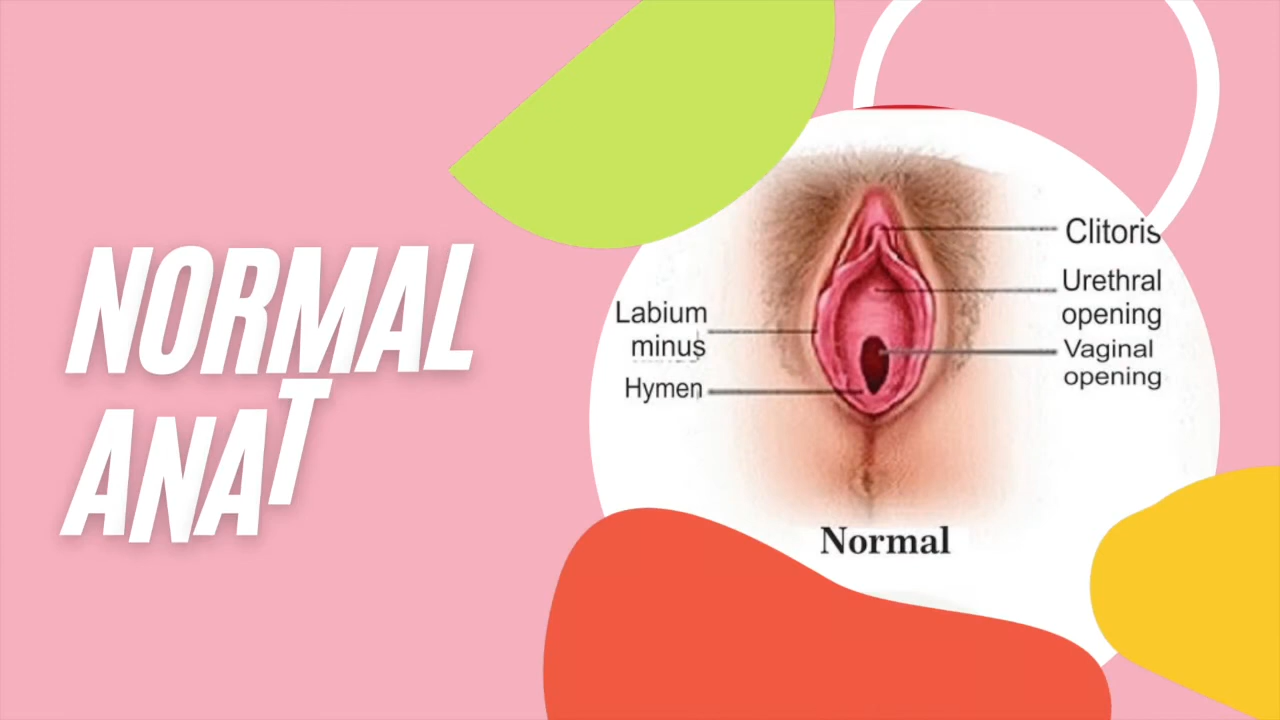 NORMAL
ANAT
Clitoris
Urethral
opening
Vaginal
opening
Labium
minus
Hymen
Normal